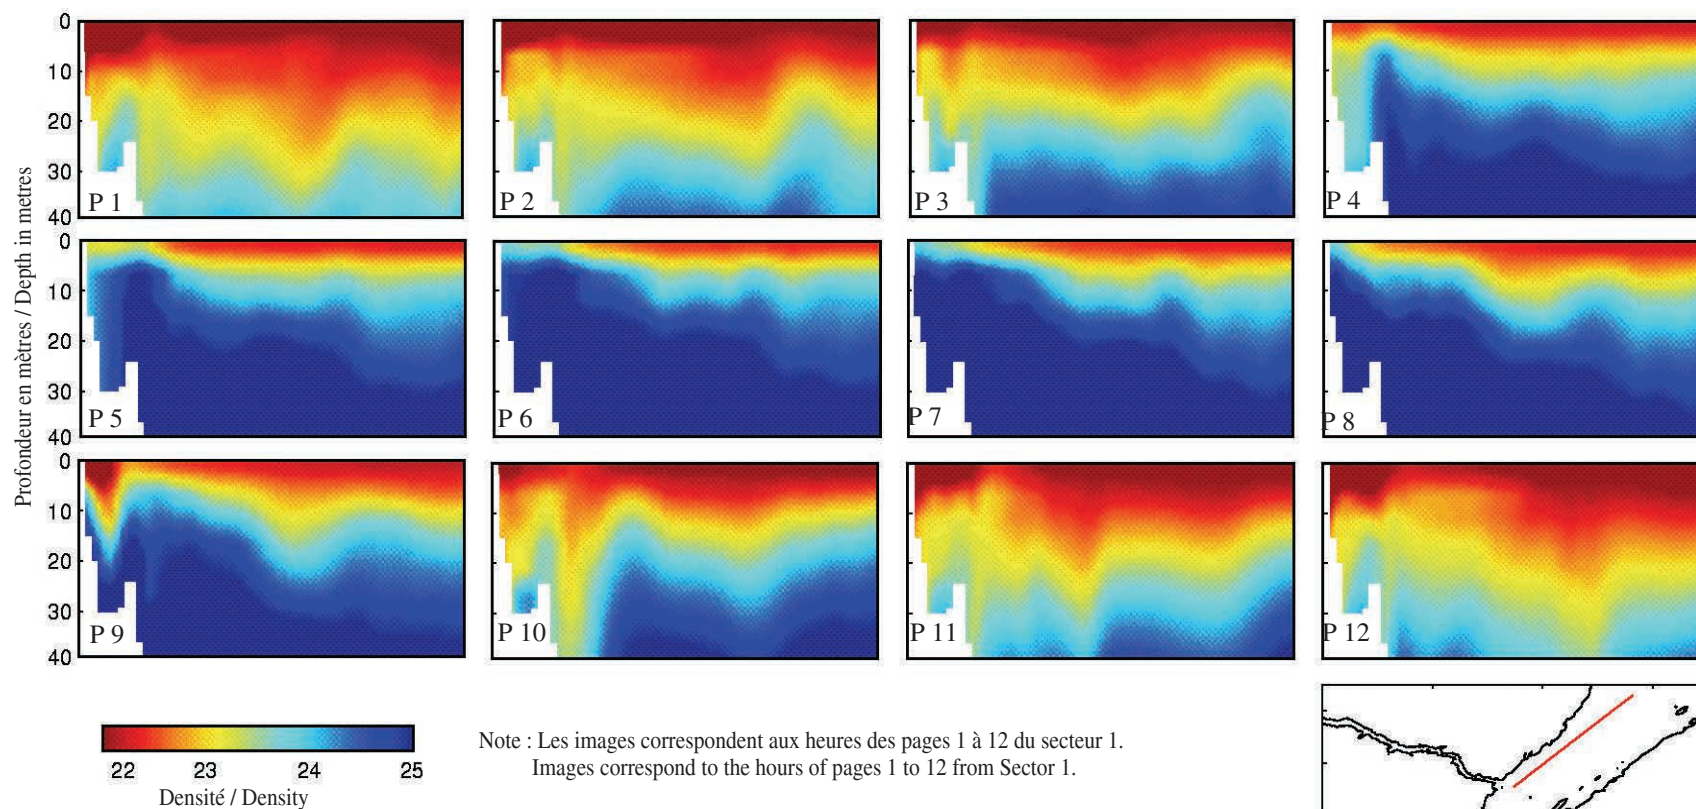 Profondeur en mètres / Depth in metres
0
10
20
30
40
P 1
P 2
P 3
P 4
0
10
20
30
40
P 5
P 6
P 7
P 8
0
10
20
30
40
P 9
P 10
P 11
P 12
22 23 24 25
Densité / Density
Note : Les images correspondent aux heures des pages 1 à 12 du secteur 1.
Images correspond to the hours of pages 1 to 12 from Sector 1.